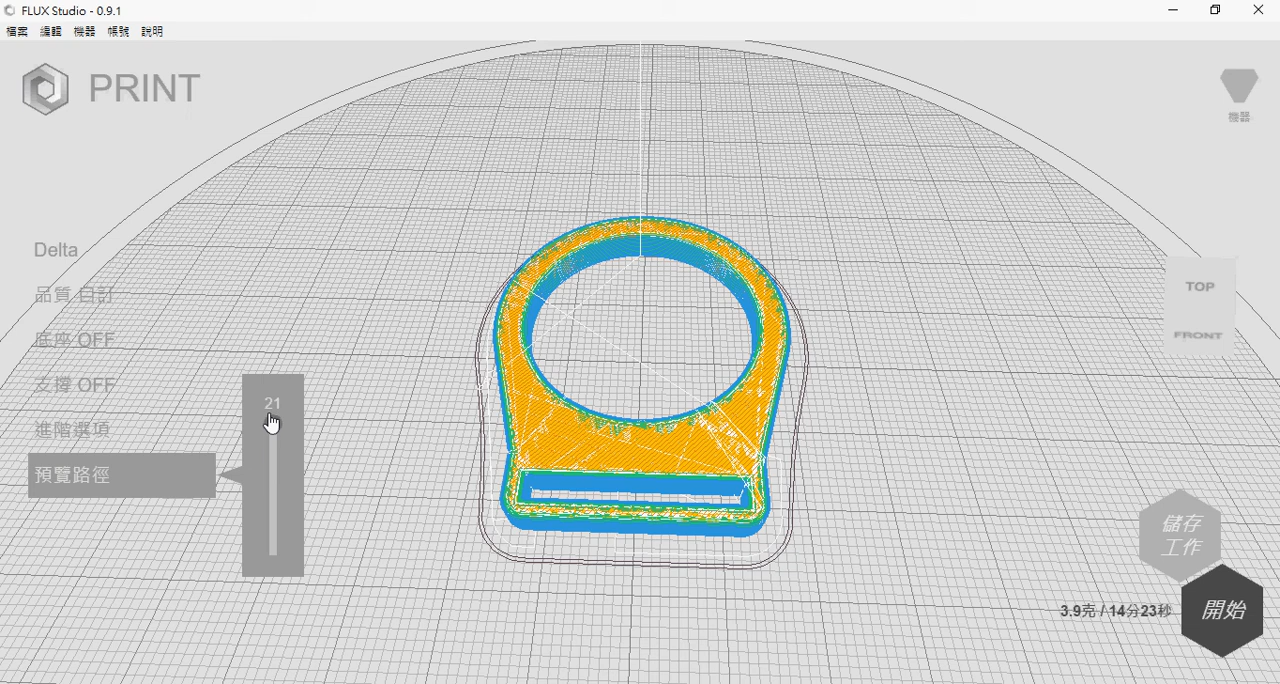 FLUX Studio - 0.9.1
檔案 編輯 機器 帳號 說明
PRINT
機器
Delta
品質 自訂
底座 OFF
支撐 OFF
進階選項
預覽路徑
21
TOP
FRONT
儲存
工作
3.9克 / 14分23秒
開始